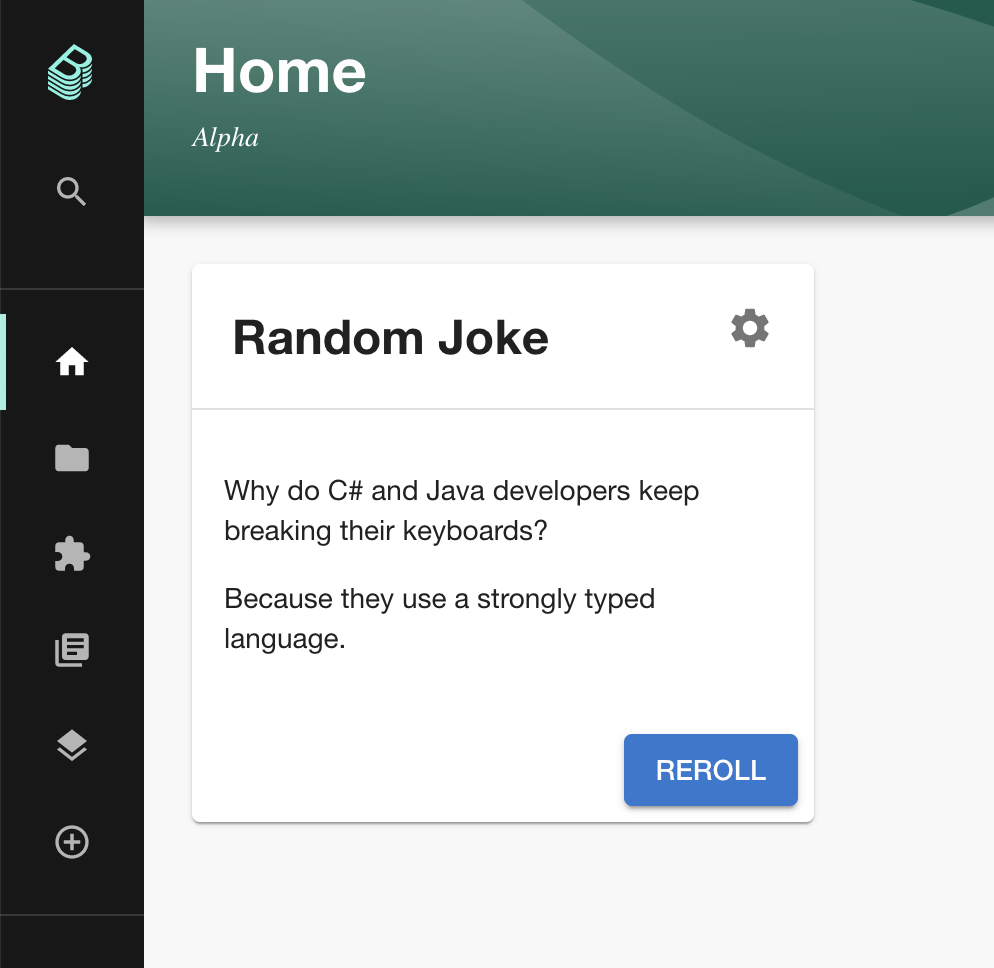 Home
Alpha
Random Joke
Why do C# and Java developers keep
breaking their keyboards?
Because they use a strongly typed
language.
REROLL